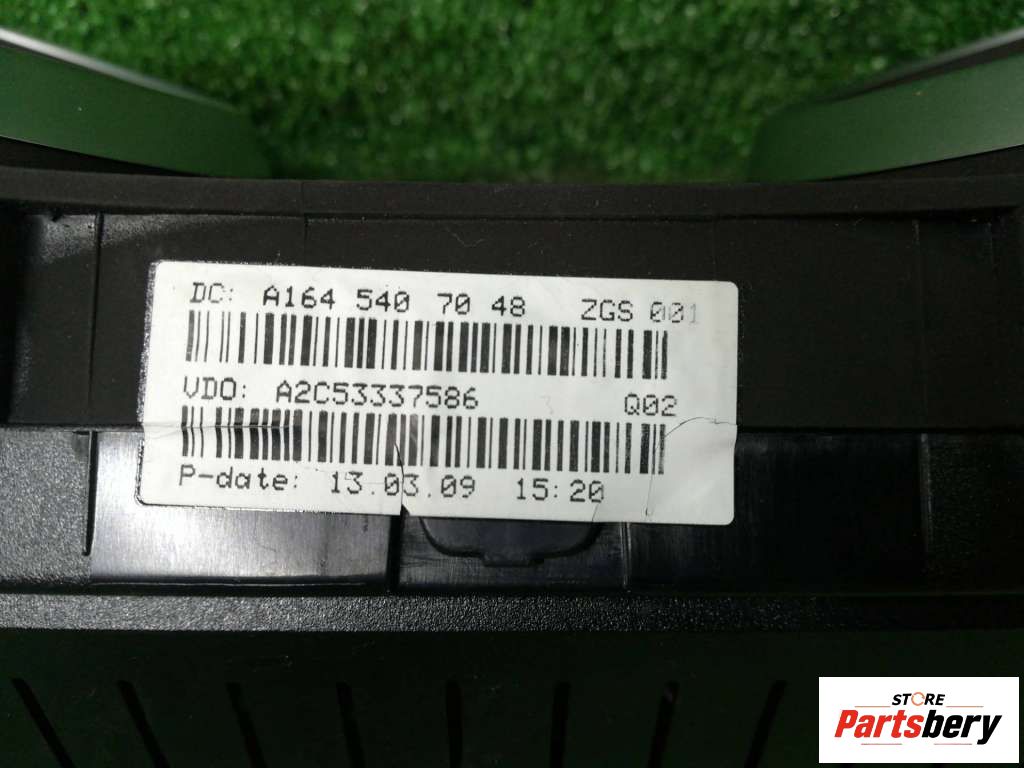 DC: A164 540 70 48 ZGS 001
VDO: A2C53337586 Q02
P-date: 13.03.09 15:20
STORE
Partsbery